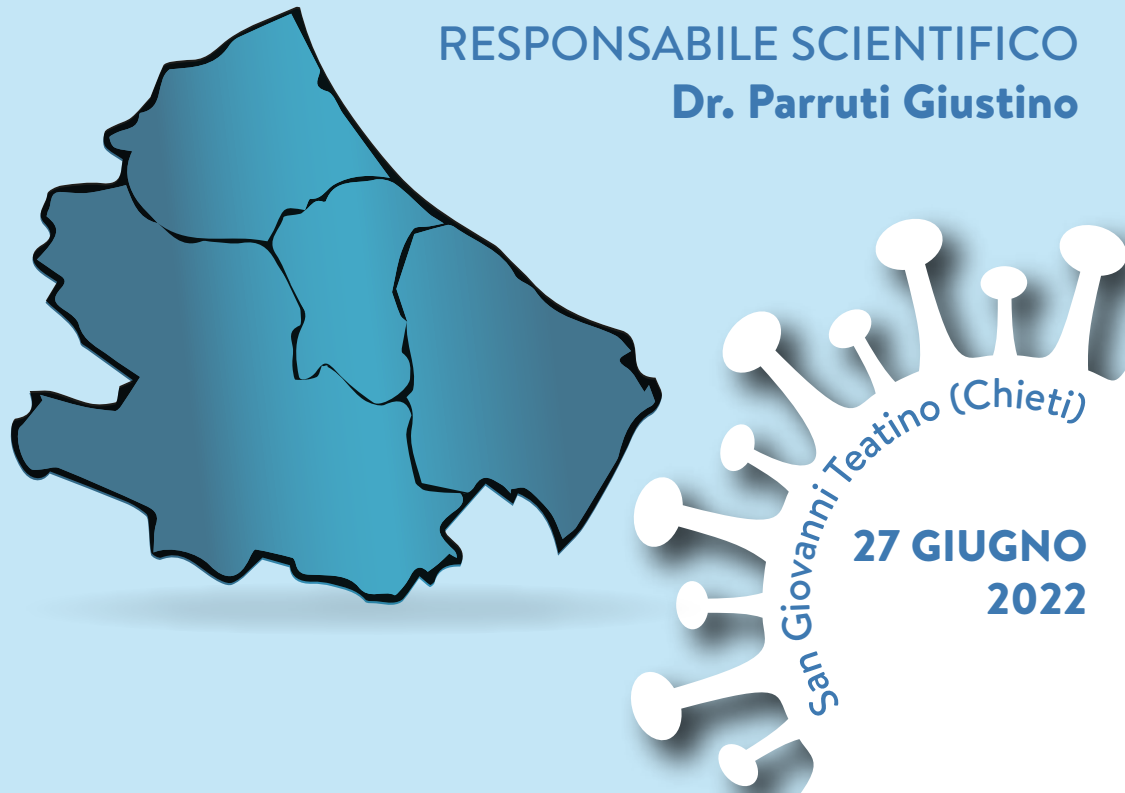 RESPONSABILE SCIENTIFICO
Dr. Parruti Giustino
San Giovanni Teatino (Chieti)
27 GIUGNO
2022